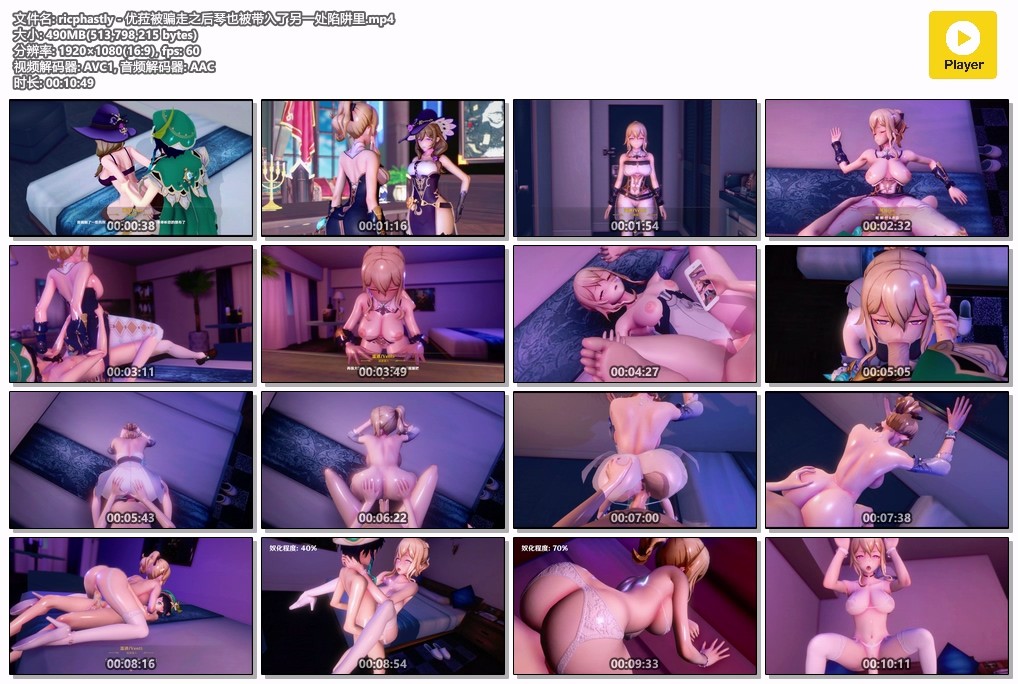 文件名: ricphastly - 优菈被骗走之后琴也被带入了另一处陷阱里.mp4
大小: 490MB(513,798,215 bytes)
分辨率: 1920×1080(16:9), fps: 60
视频解码器: AVC1, 音频解码器: AAC
时长: 00:10:49
Player
00:00:38
00:01:16
00:01:54
00:02:32
00:03:11
00:03:49
00:04:27
00:05:05
00:05:43
00:06:22
00:07:00
00:07:38
00:08:16
奴化程度: 40%
00:08:54
奴化程度: 70%
00:09:33
00:10:11